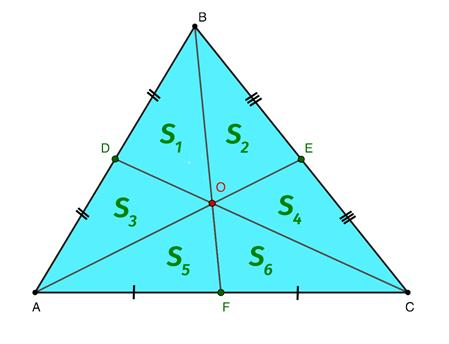 B
S₁ S₂
D E
O
S₃ S₄
S₅ S₆
A F C